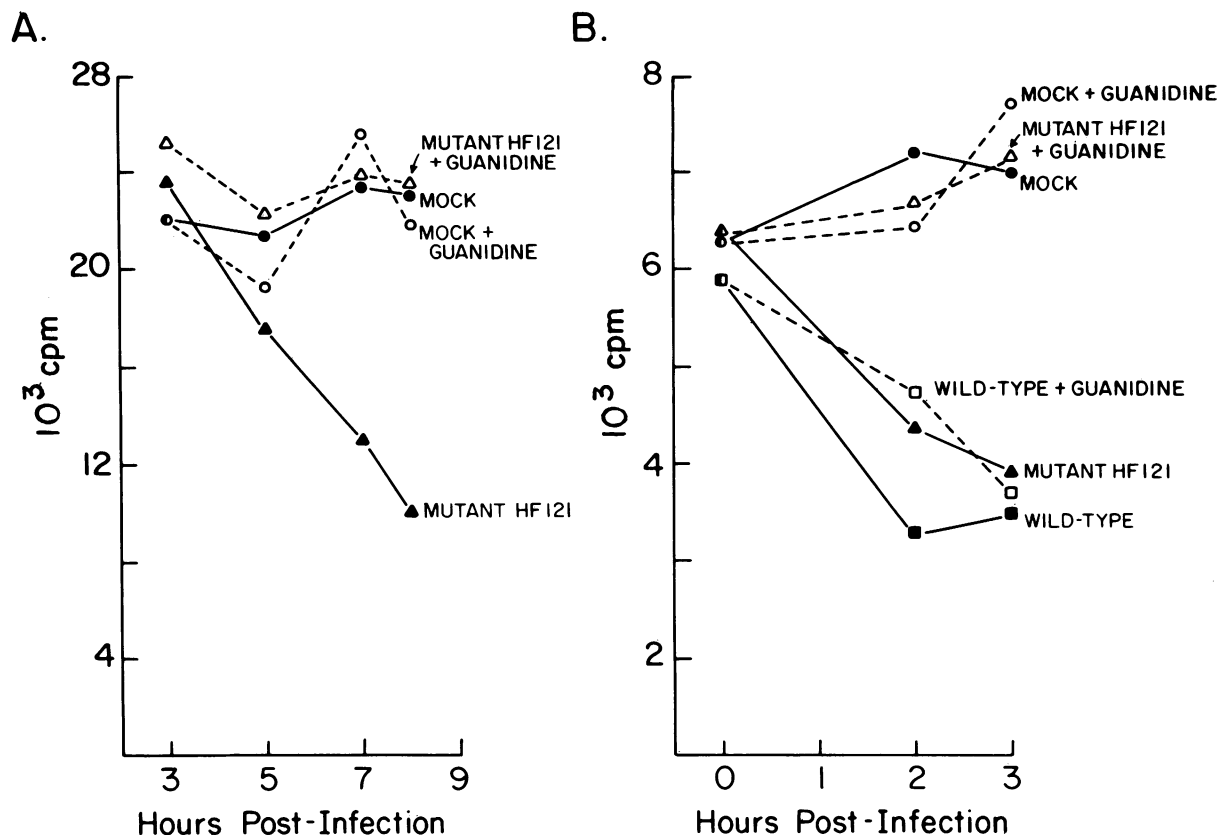 A.
28
20
12
4
10³ cpm
3 5 7 9
Hours Post-Infection
MUTANT HF121
+ GUANIDINE
MOCK
MOCK +
GUANIDINE
MUTANT HF121
B.
8
6
4
2
10³ cpm
0 1 2 3
Hours Post-Infection
MOCK + GUANIDINE
MUTANT HF121
+ GUANIDINE
MOCK
WILD-TYPE + GUANIDINE
MUTANT HF121
WILD-TYPE